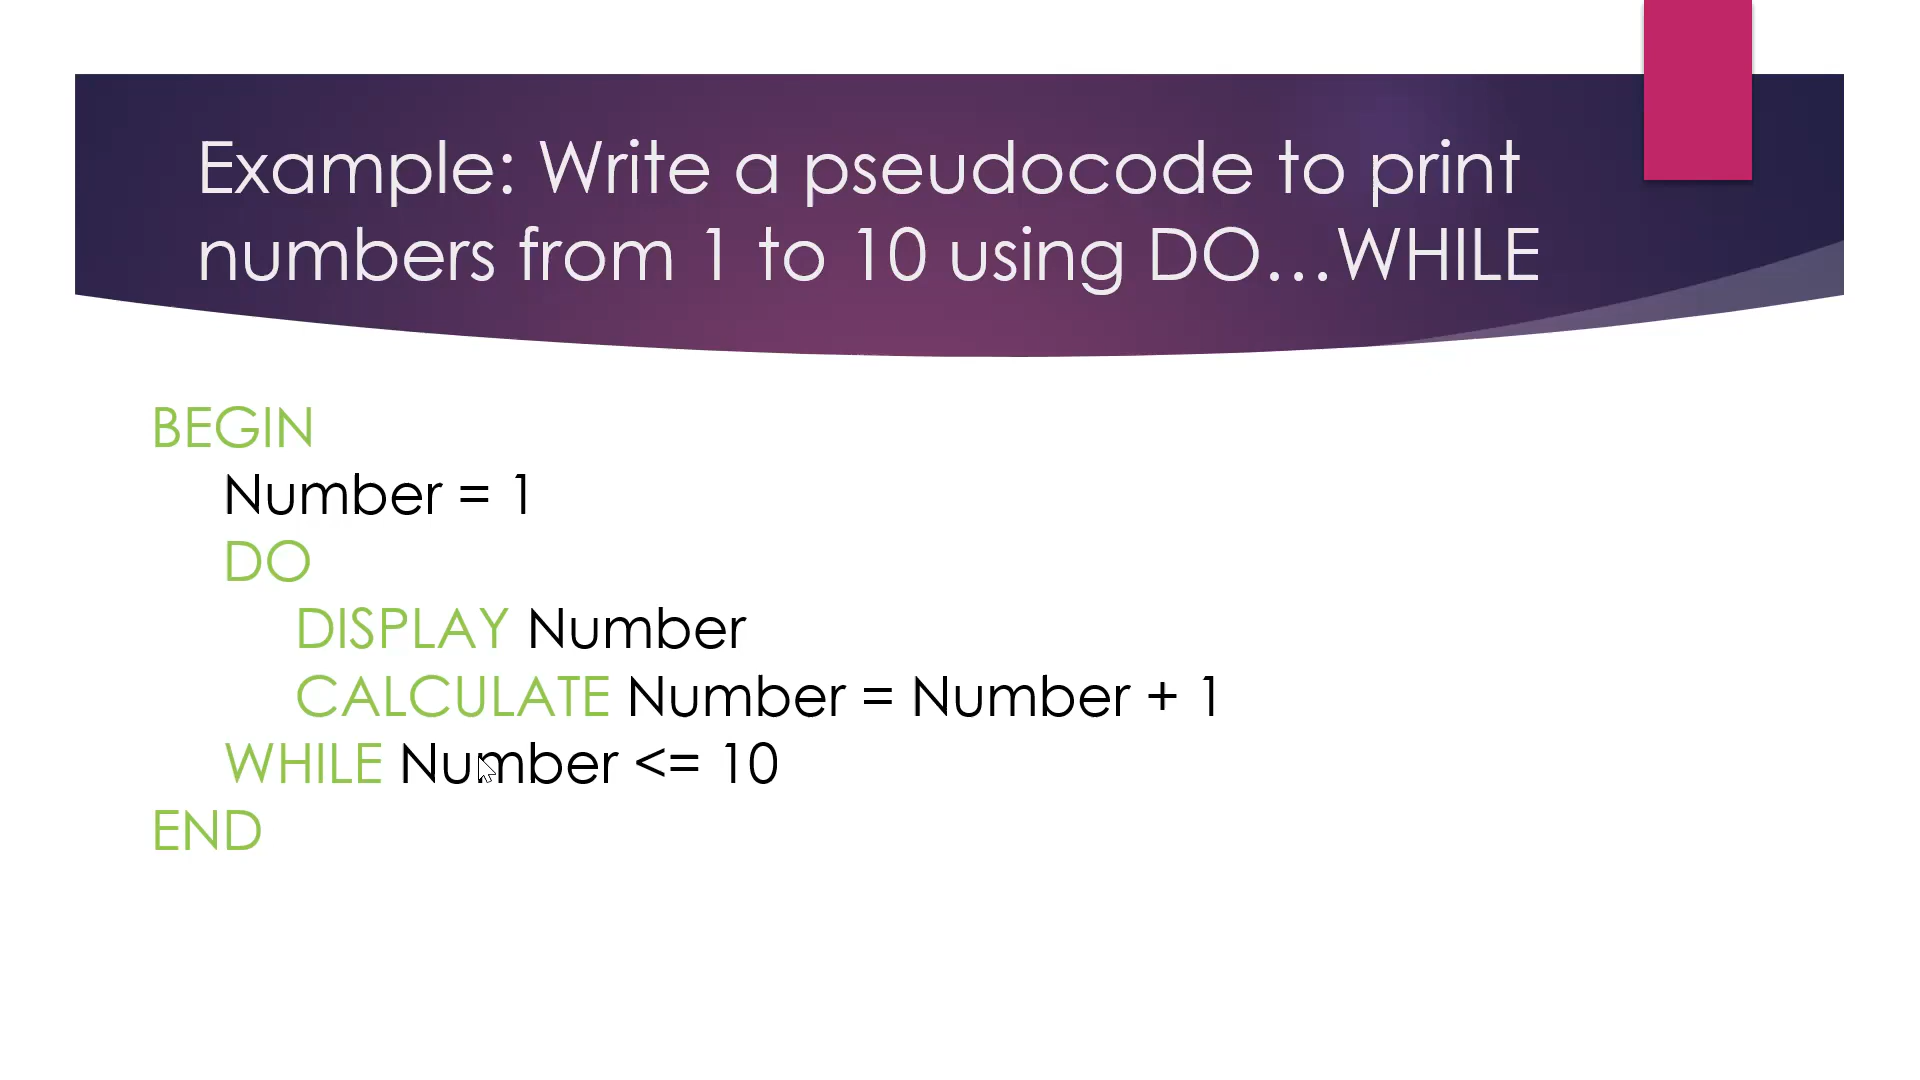 Example: Write a pseudocode to print
numbers from 1 to 10 using DO…WHILE
BEGIN
Number = 1
DO
DISPLAY Number
CALCULATE Number = Number + 1
WHILE Number <= 10
END